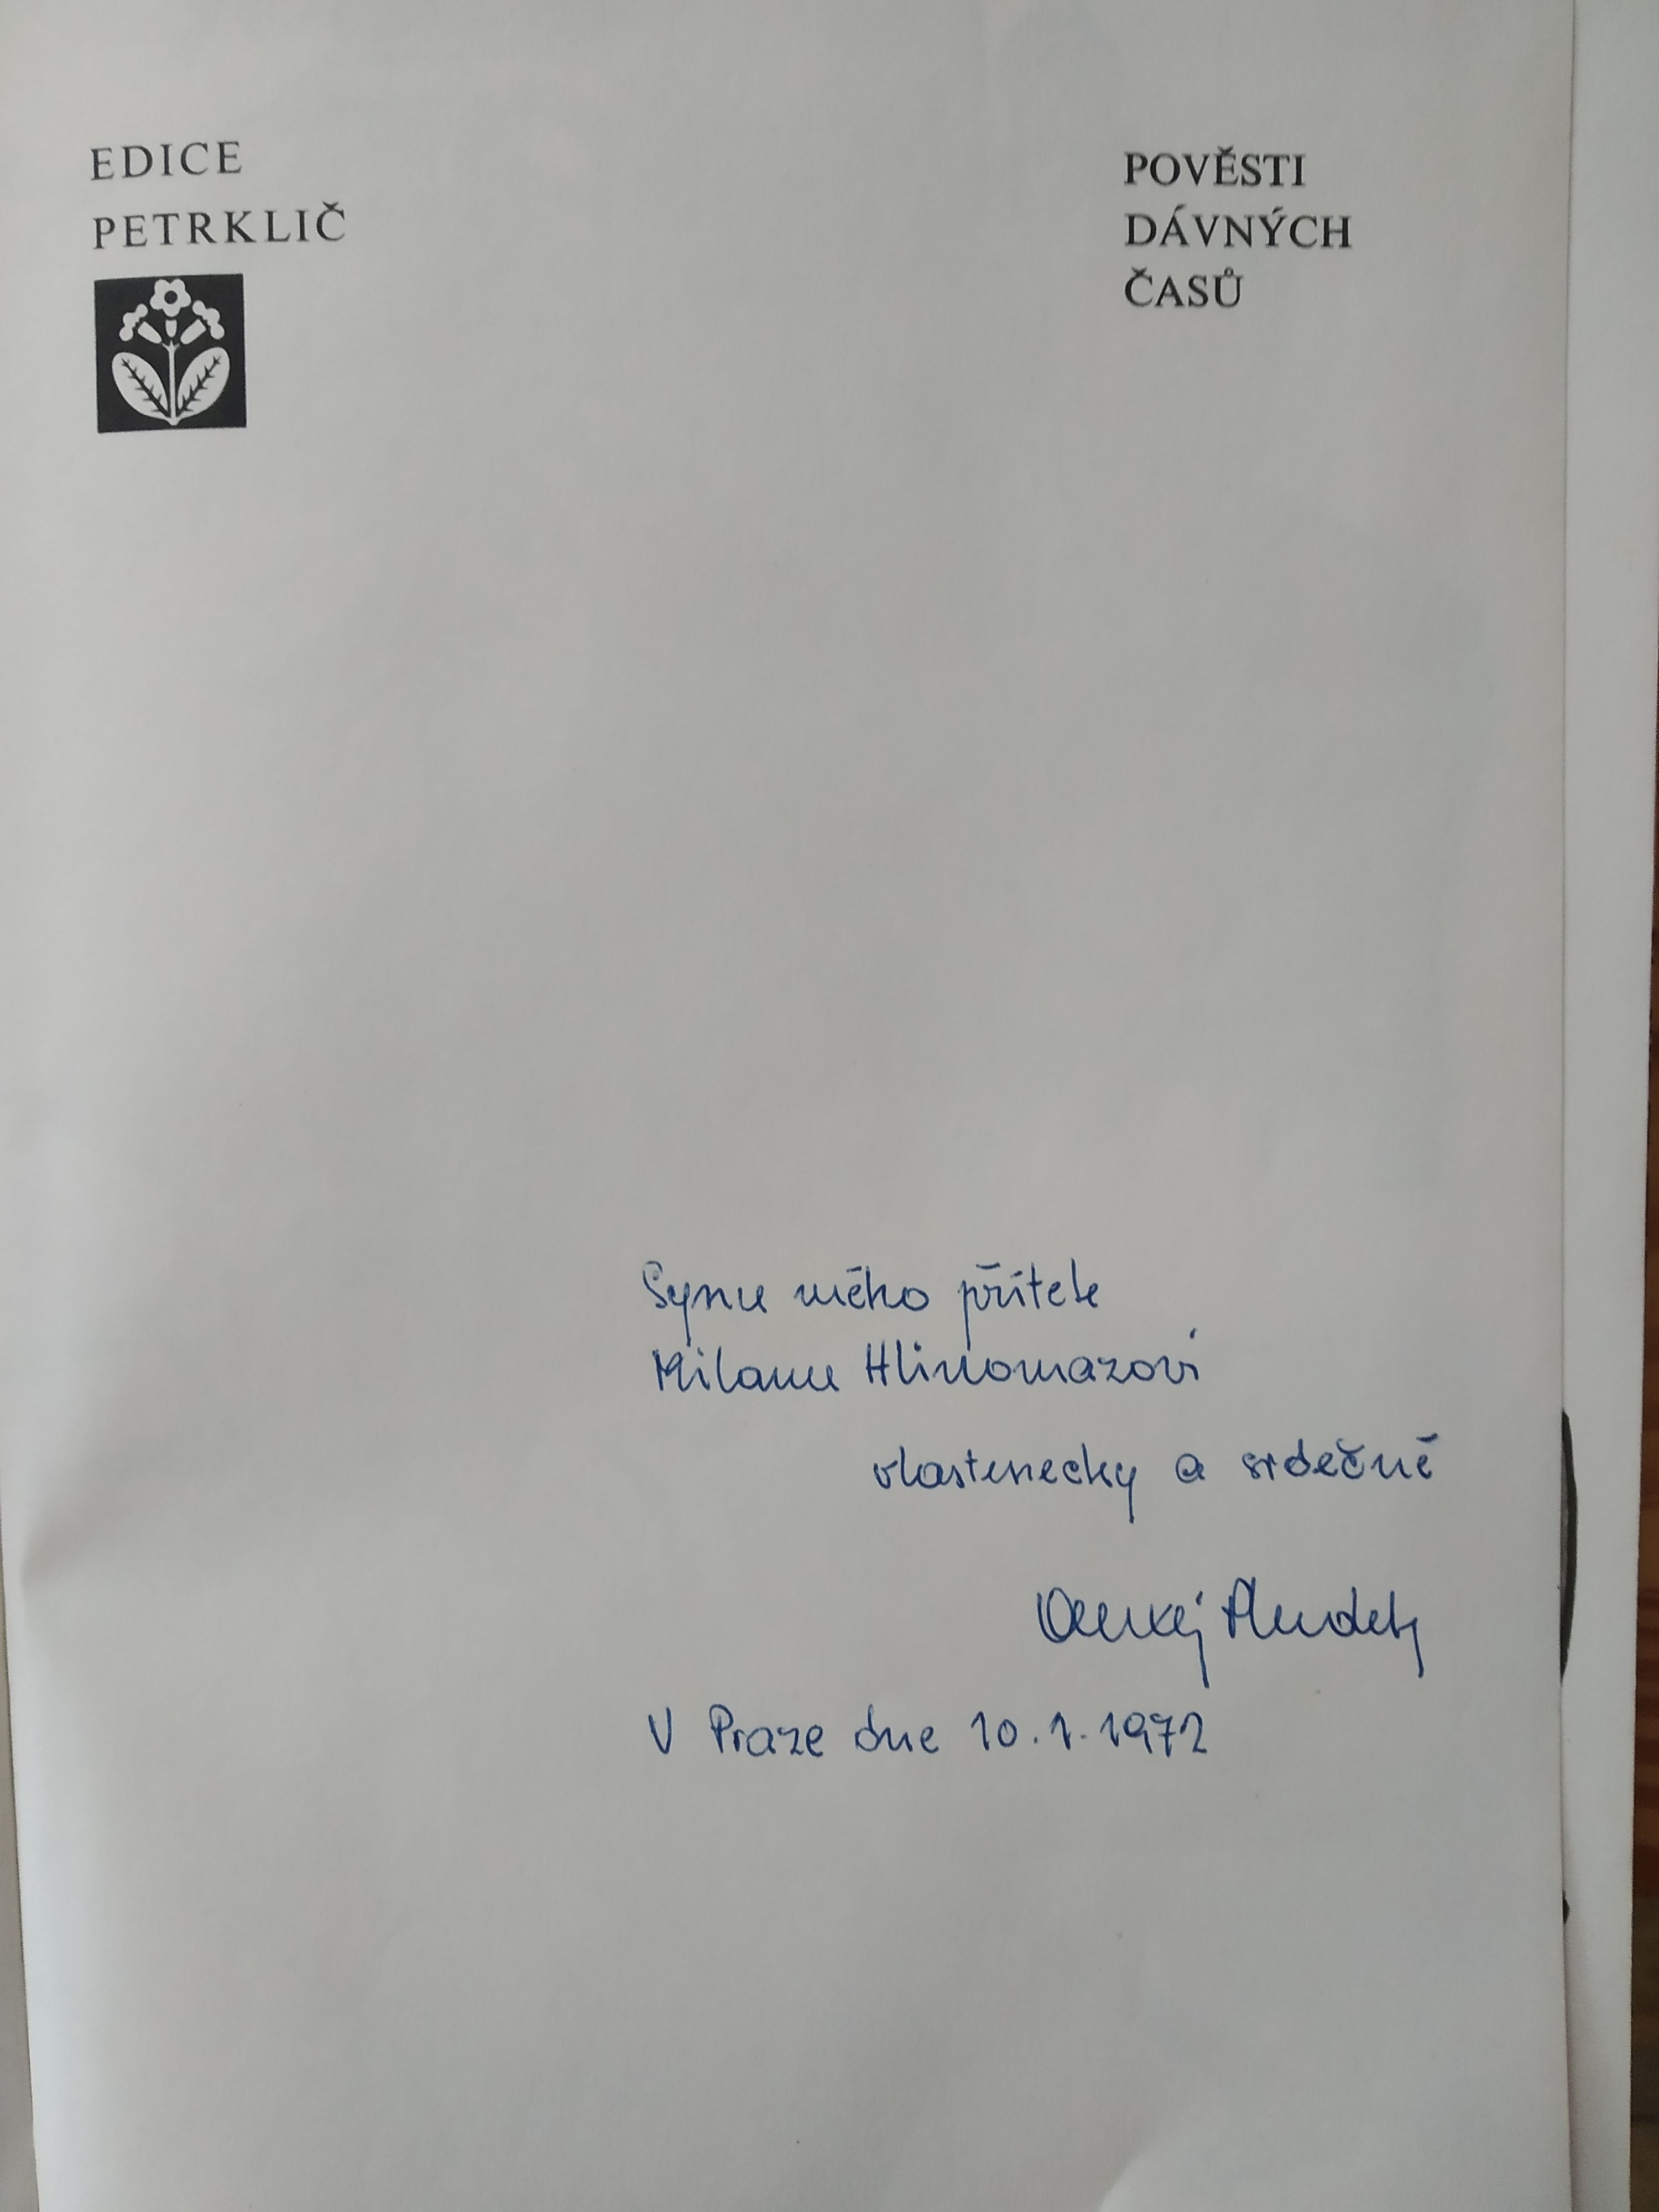 EDICE
PETRKLIČ
POVĚSTI
DÁVNÝCH
ČASŮ
Synu mého přítele
Milanu Hlinomazovi
vlastenecky a srdečně
V Praze dne 10.1.1972